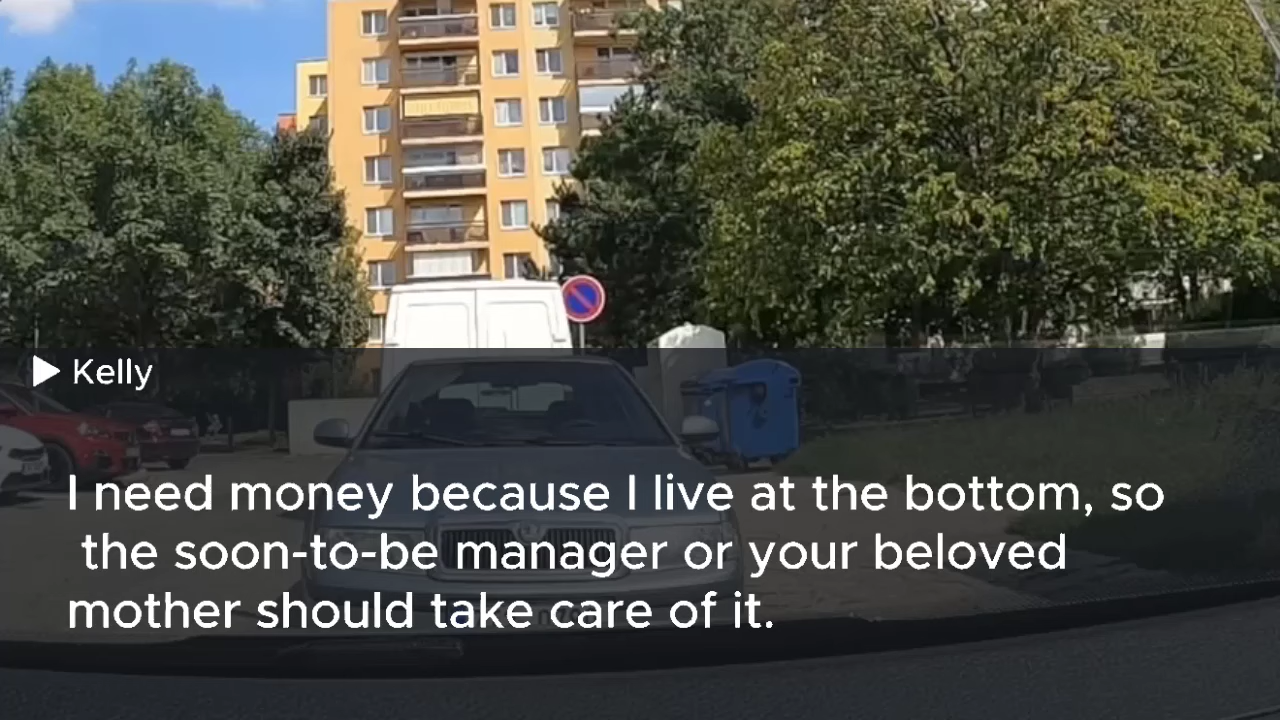 Kelly
I need money because I live at the bottom, so
the soon-to-be manager or your beloved
mother should take care of it.